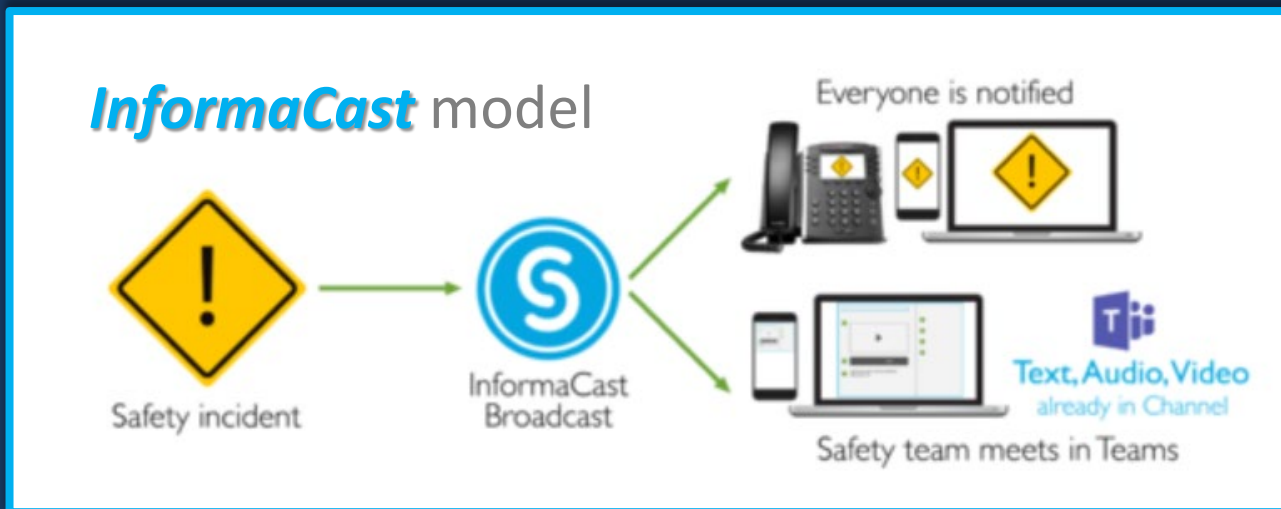 InformaCast model
Everyone is notified
!
!
!
!
S
Safety incident
InformaCast
Broadcast
T
Text, Audio, Video
already in Channel
Safety team meets in Teams